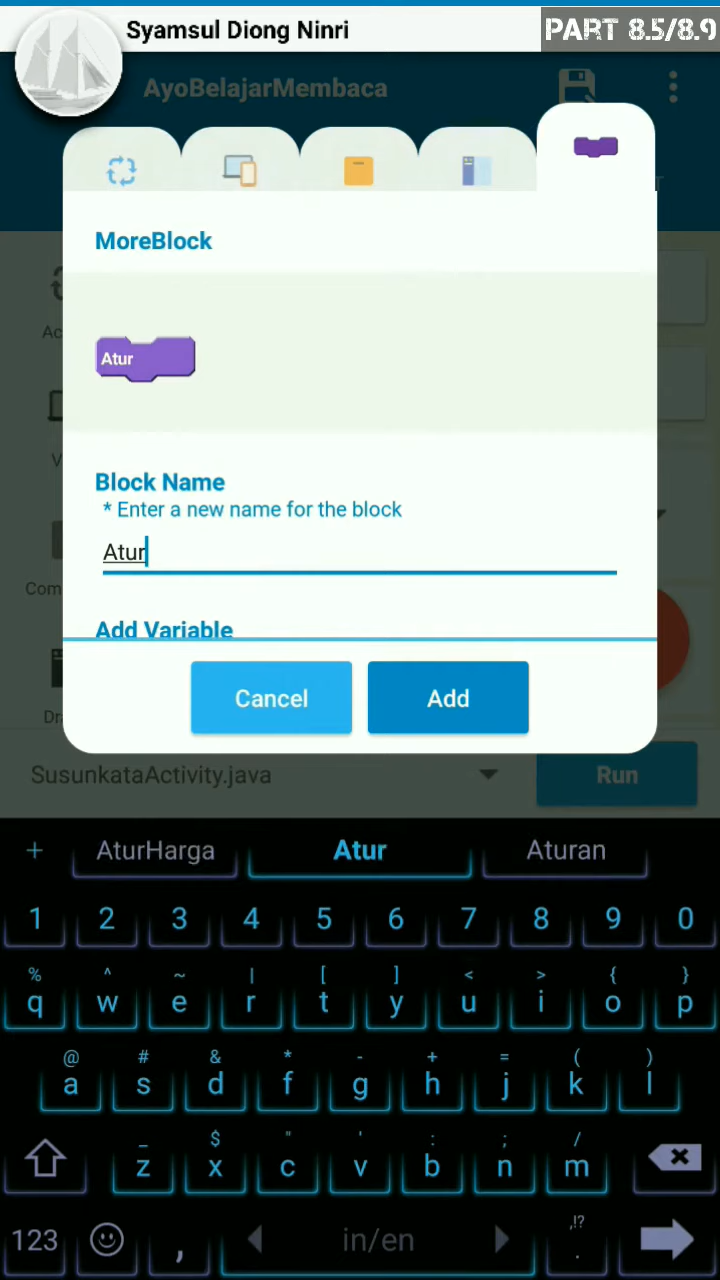 Syamsul Diong Ninri
PART 8.5/8.9
AyoBelajarMembaca
MoreBlock
Atur
Block Name
* Enter a new name for the block
Atur
Add Variable
Cancel
Add
SusunkataActivity.java
Run
+ AturHarga Atur Aturan
1 2 3 4 5 6 7 8 9 0
% ^ ~ | [ ] < > { }
q w e r t y u i o p
@ # & * - + = ( )
a s d f g h j k l
_ $ " ' : ; /
z x c v b n m
,!?
123 , in/en .